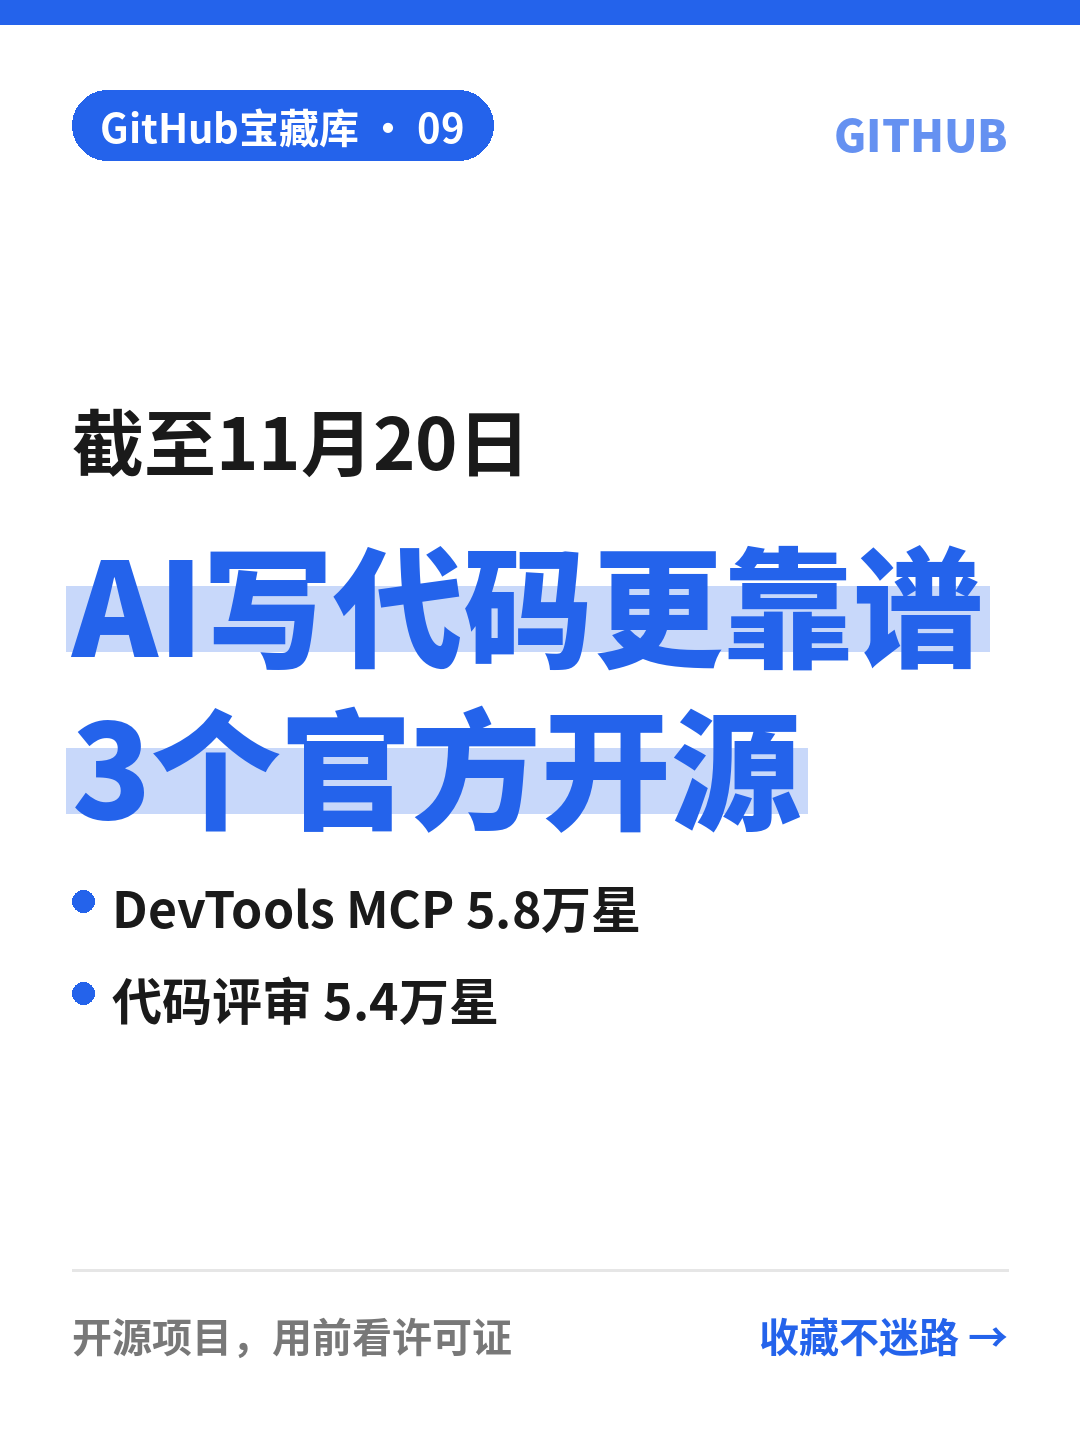 GitHub宝藏库 · 09
GITHUB
截至11月20日
AI写代码更靠谱
3个官方开源
DevTools MCP 5.8万星
代码评审 5.4万星
开源项目，用前看许可证
收藏不迷路 →